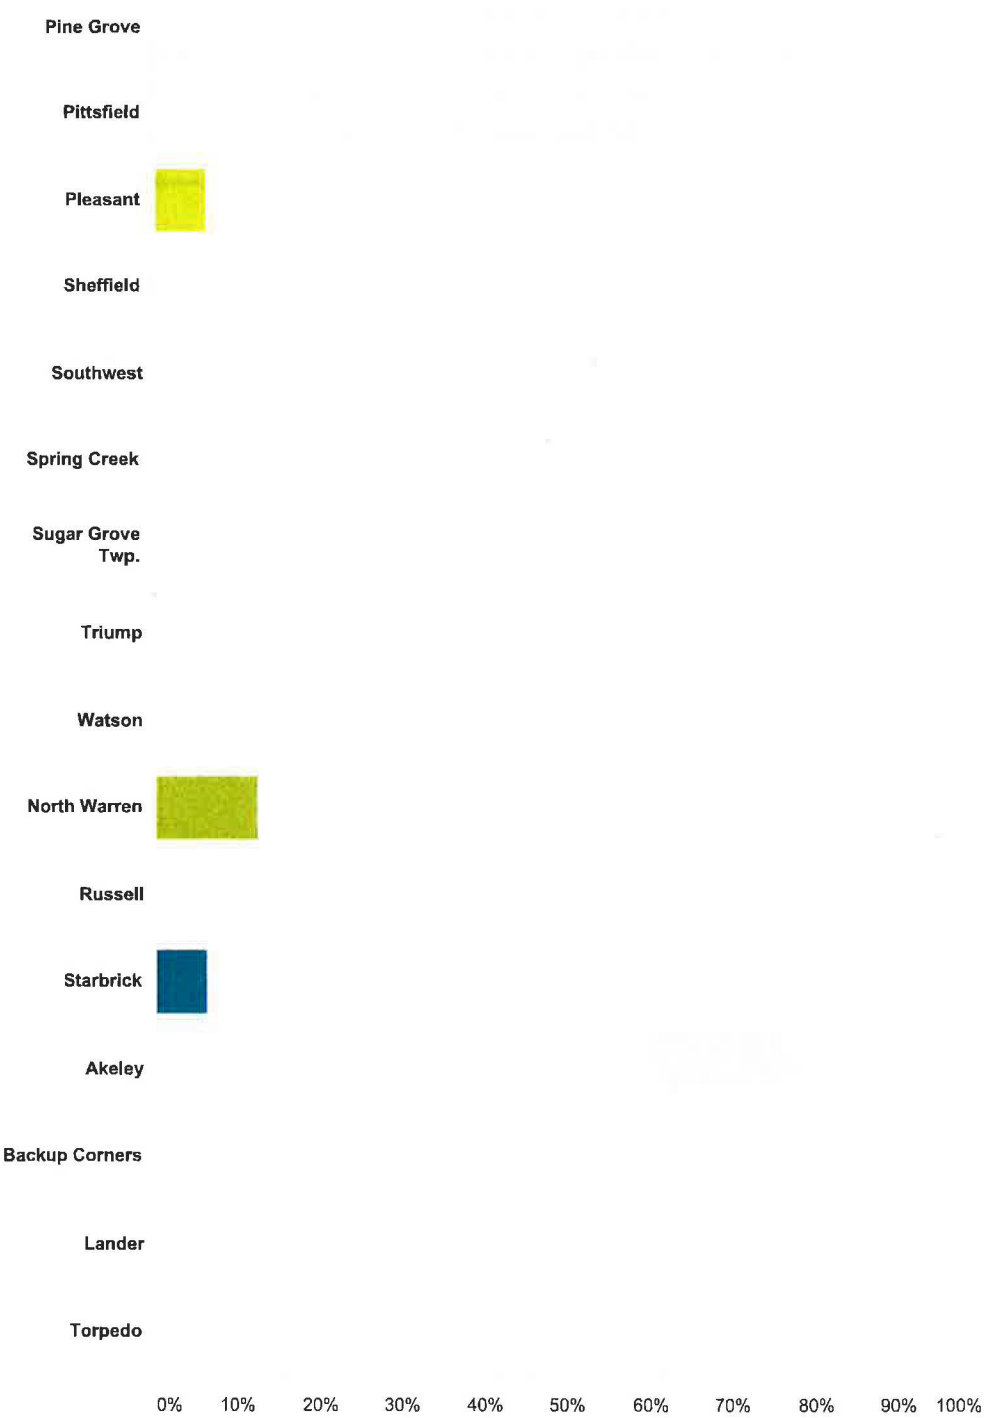 Pine Grove
Pittsfield
Pleasant
Sheffield
Southwest
Spring Creek
Sugar Grove
Twp.
Triump
Watson
North Warren
Russell
Starbrick
Akeley
Backup Corners
Lander
Torpedo
0% 10% 20% 30% 40% 50% 60% 70% 80% 90% 100%